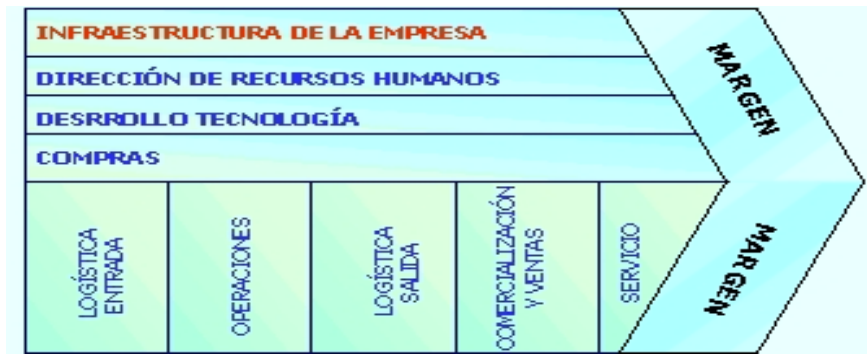 INFRAESTRUCTURA DE LA EMPRESA
DIRECCIÓN DE RECURSOS HUMANOS
DESRROLLO TECNOLOGÍA
COMPRAS
LOGÍSTICA
ENTRADA
OPERACIONES
LOGÍSTICA
SALIDA
COMERCIALIZACIÓN
Y VENTAS
SERVICIO
MARGEN
MARGEN